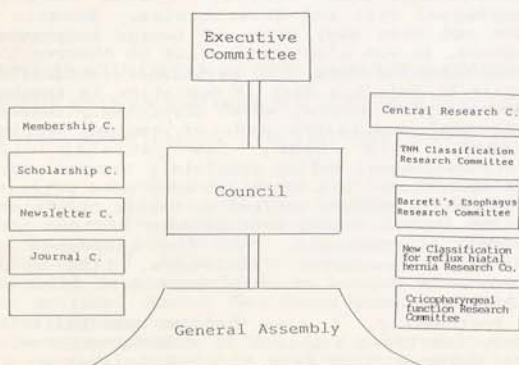 Executive
Committee
Membership C.
Scholarship C.
Newsletter C.
Journal C.
Council
General Assembly
Central Research C.
TNM Classification
Research Committee
Barrett's Esophagus
Research Committee
New Classification
for reflux hiatal
hernia Research Co.
Cricopharyngeal
function Research
Committee